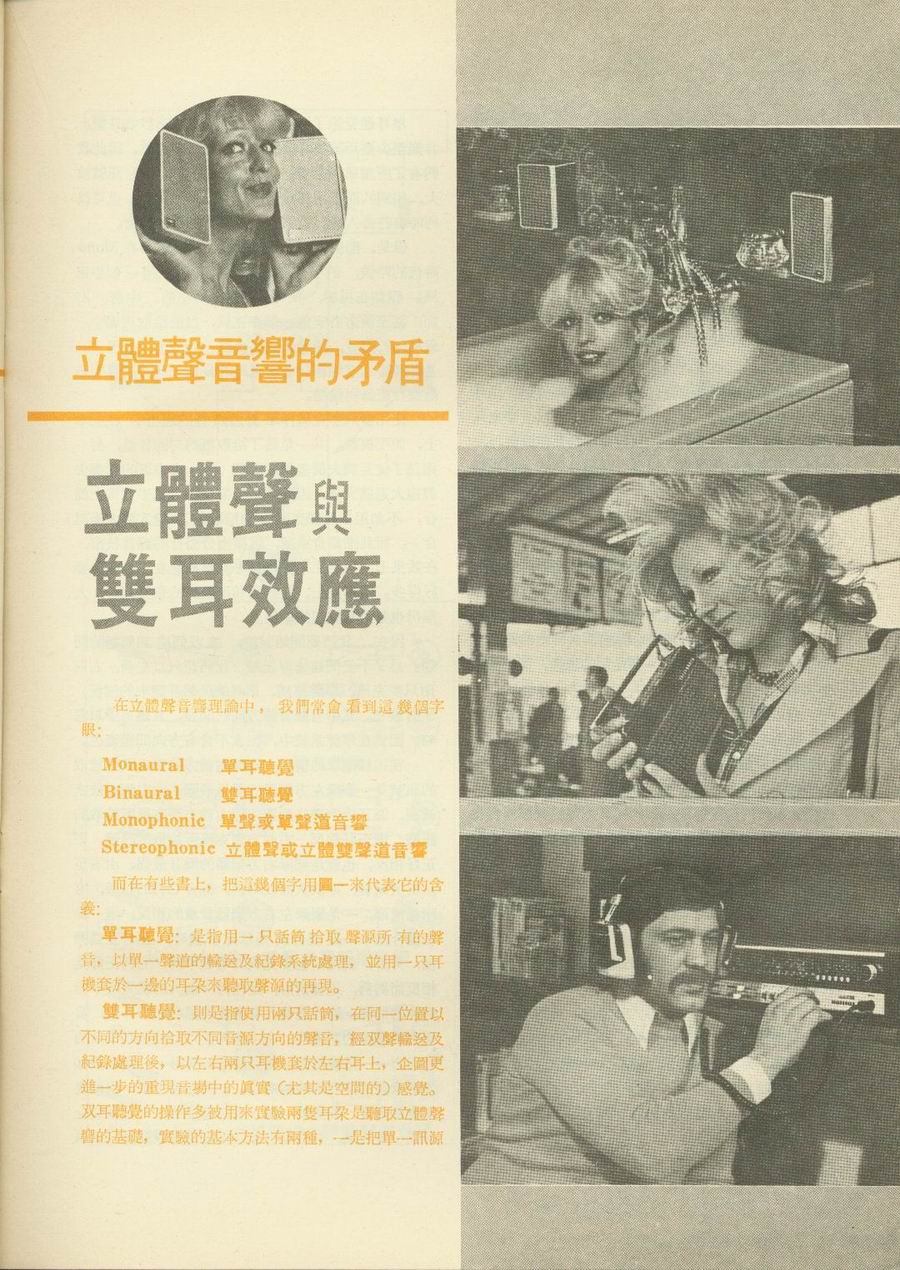 立體聲音響的矛盾
立體聲與
雙耳效應
在立體聲音響理論中，我們常會看到這幾個字
眼:
Monaural 單耳聽覺
Binaural 雙耳聽覺
Monophonic 單聲或單聲道音響
Stereophonic 立體聲或立體雙聲道音響
而在有些書上，把這幾個字用圖一來代表它的含
義:
單耳聽覺: 是指用一只話筒拾取聲源所有的聲
音，以單一聲道的輸送及紀錄系統處理，並用一只耳
機套於一邊的耳朶來聽取聲源的再現。
雙耳聽覺: 則是指使用兩只話筒，在同一位置以
不同的方向拾取不同音源方向的聲音，經双聲輸送及
紀錄處理後，以左右兩只耳機套於左右耳上，企圖更
進一步的重現音場中的眞實（尤其是空間的）感覺。
双耳聽覺的操作多被用來實驗兩隻耳朶是聽取立體聲
響的基礎，實驗的基本方法有兩種，一是把單一訊源